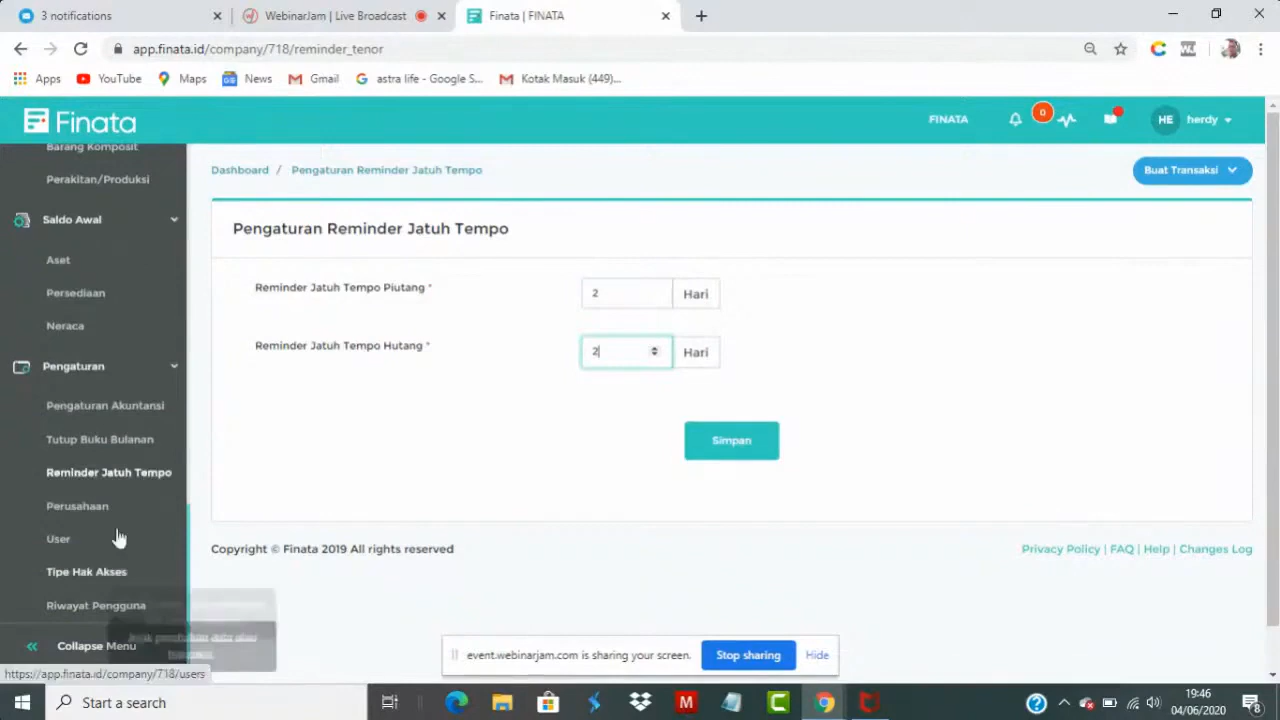 3 notifications
WebinarJam | Live Broadcast
Finata | FINATA
app.finata.id/company/718/reminder_tenor
Apps
YouTube
Maps
News
Gmail
astra life - Google S...
Kotak Masuk (449)...
Finata
FINATA
0
HE
herdy
Barang Komposit
Perakitan/Produksi
Saldo Awal
Aset
Persediaan
Neraca
Pengaturan
Pengaturan Akuntansi
Tutup Buku Bulanan
Reminder Jatuh Tempo
Perusahaan
User
Tipe Hak Akses
Riwayat Pengguna
Collapse Menu
Dashboard / Pengaturan Reminder Jatuh Tempo
Buat Transaksi
Pengaturan Reminder Jatuh Tempo
Reminder Jatuh Tempo Piutang *
2
Hari
Reminder Jatuh Tempo Hutang *
2
Hari
Simpan
Copyright © Finata 2019 All rights reserved
Privacy Policy | FAQ | Help | Changes Log
event.webinarjam.com is sharing your screen.
Stop sharing
Hide
https://app.finata.id/company/718/users
Start a search
19:46
04/06/2020
8